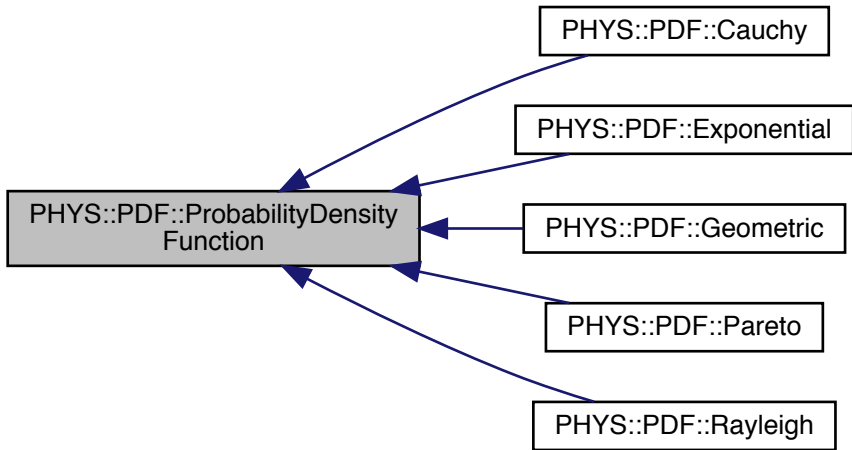 PHYS::PDF::Cauchy
PHYS::PDF::Exponential
PHYS::PDF::ProbabilityDensity
Function
PHYS::PDF::Geometric
PHYS::PDF::Pareto
PHYS::PDF::Rayleigh